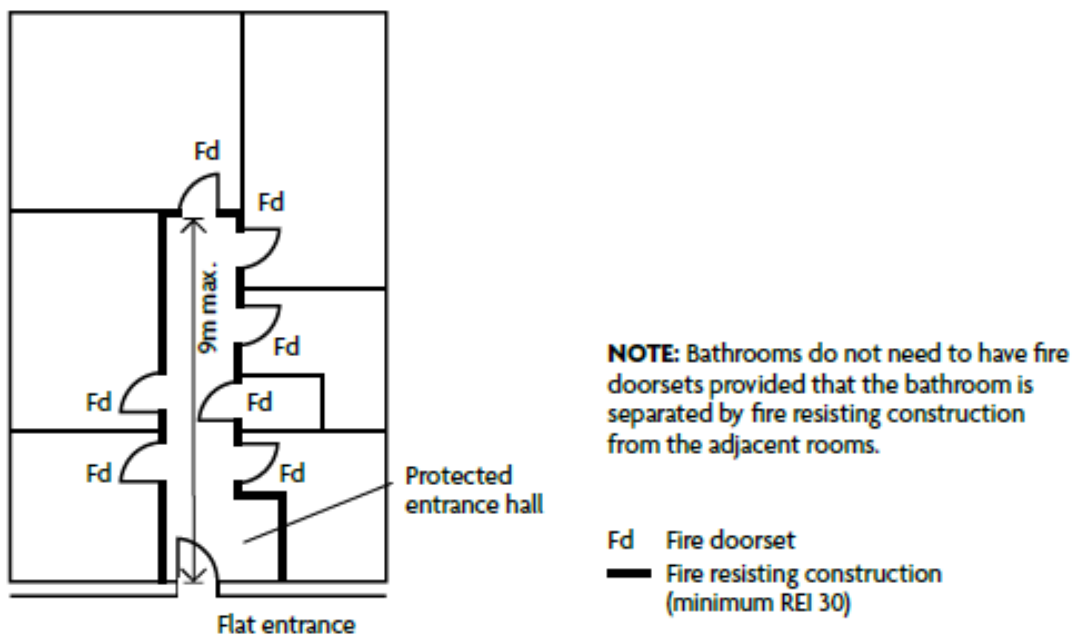 Fd
Fd
9m max.
Fd
Fd
Fd
Fd
Fd
Protected
entrance hall
Flat entrance
NOTE: Bathrooms do not need to have fire
doorsets provided that the bathroom is
separated by fire resisting construction
from the adjacent rooms.
Fd Fire doorset
Fire resisting construction
(minimum REI 30)